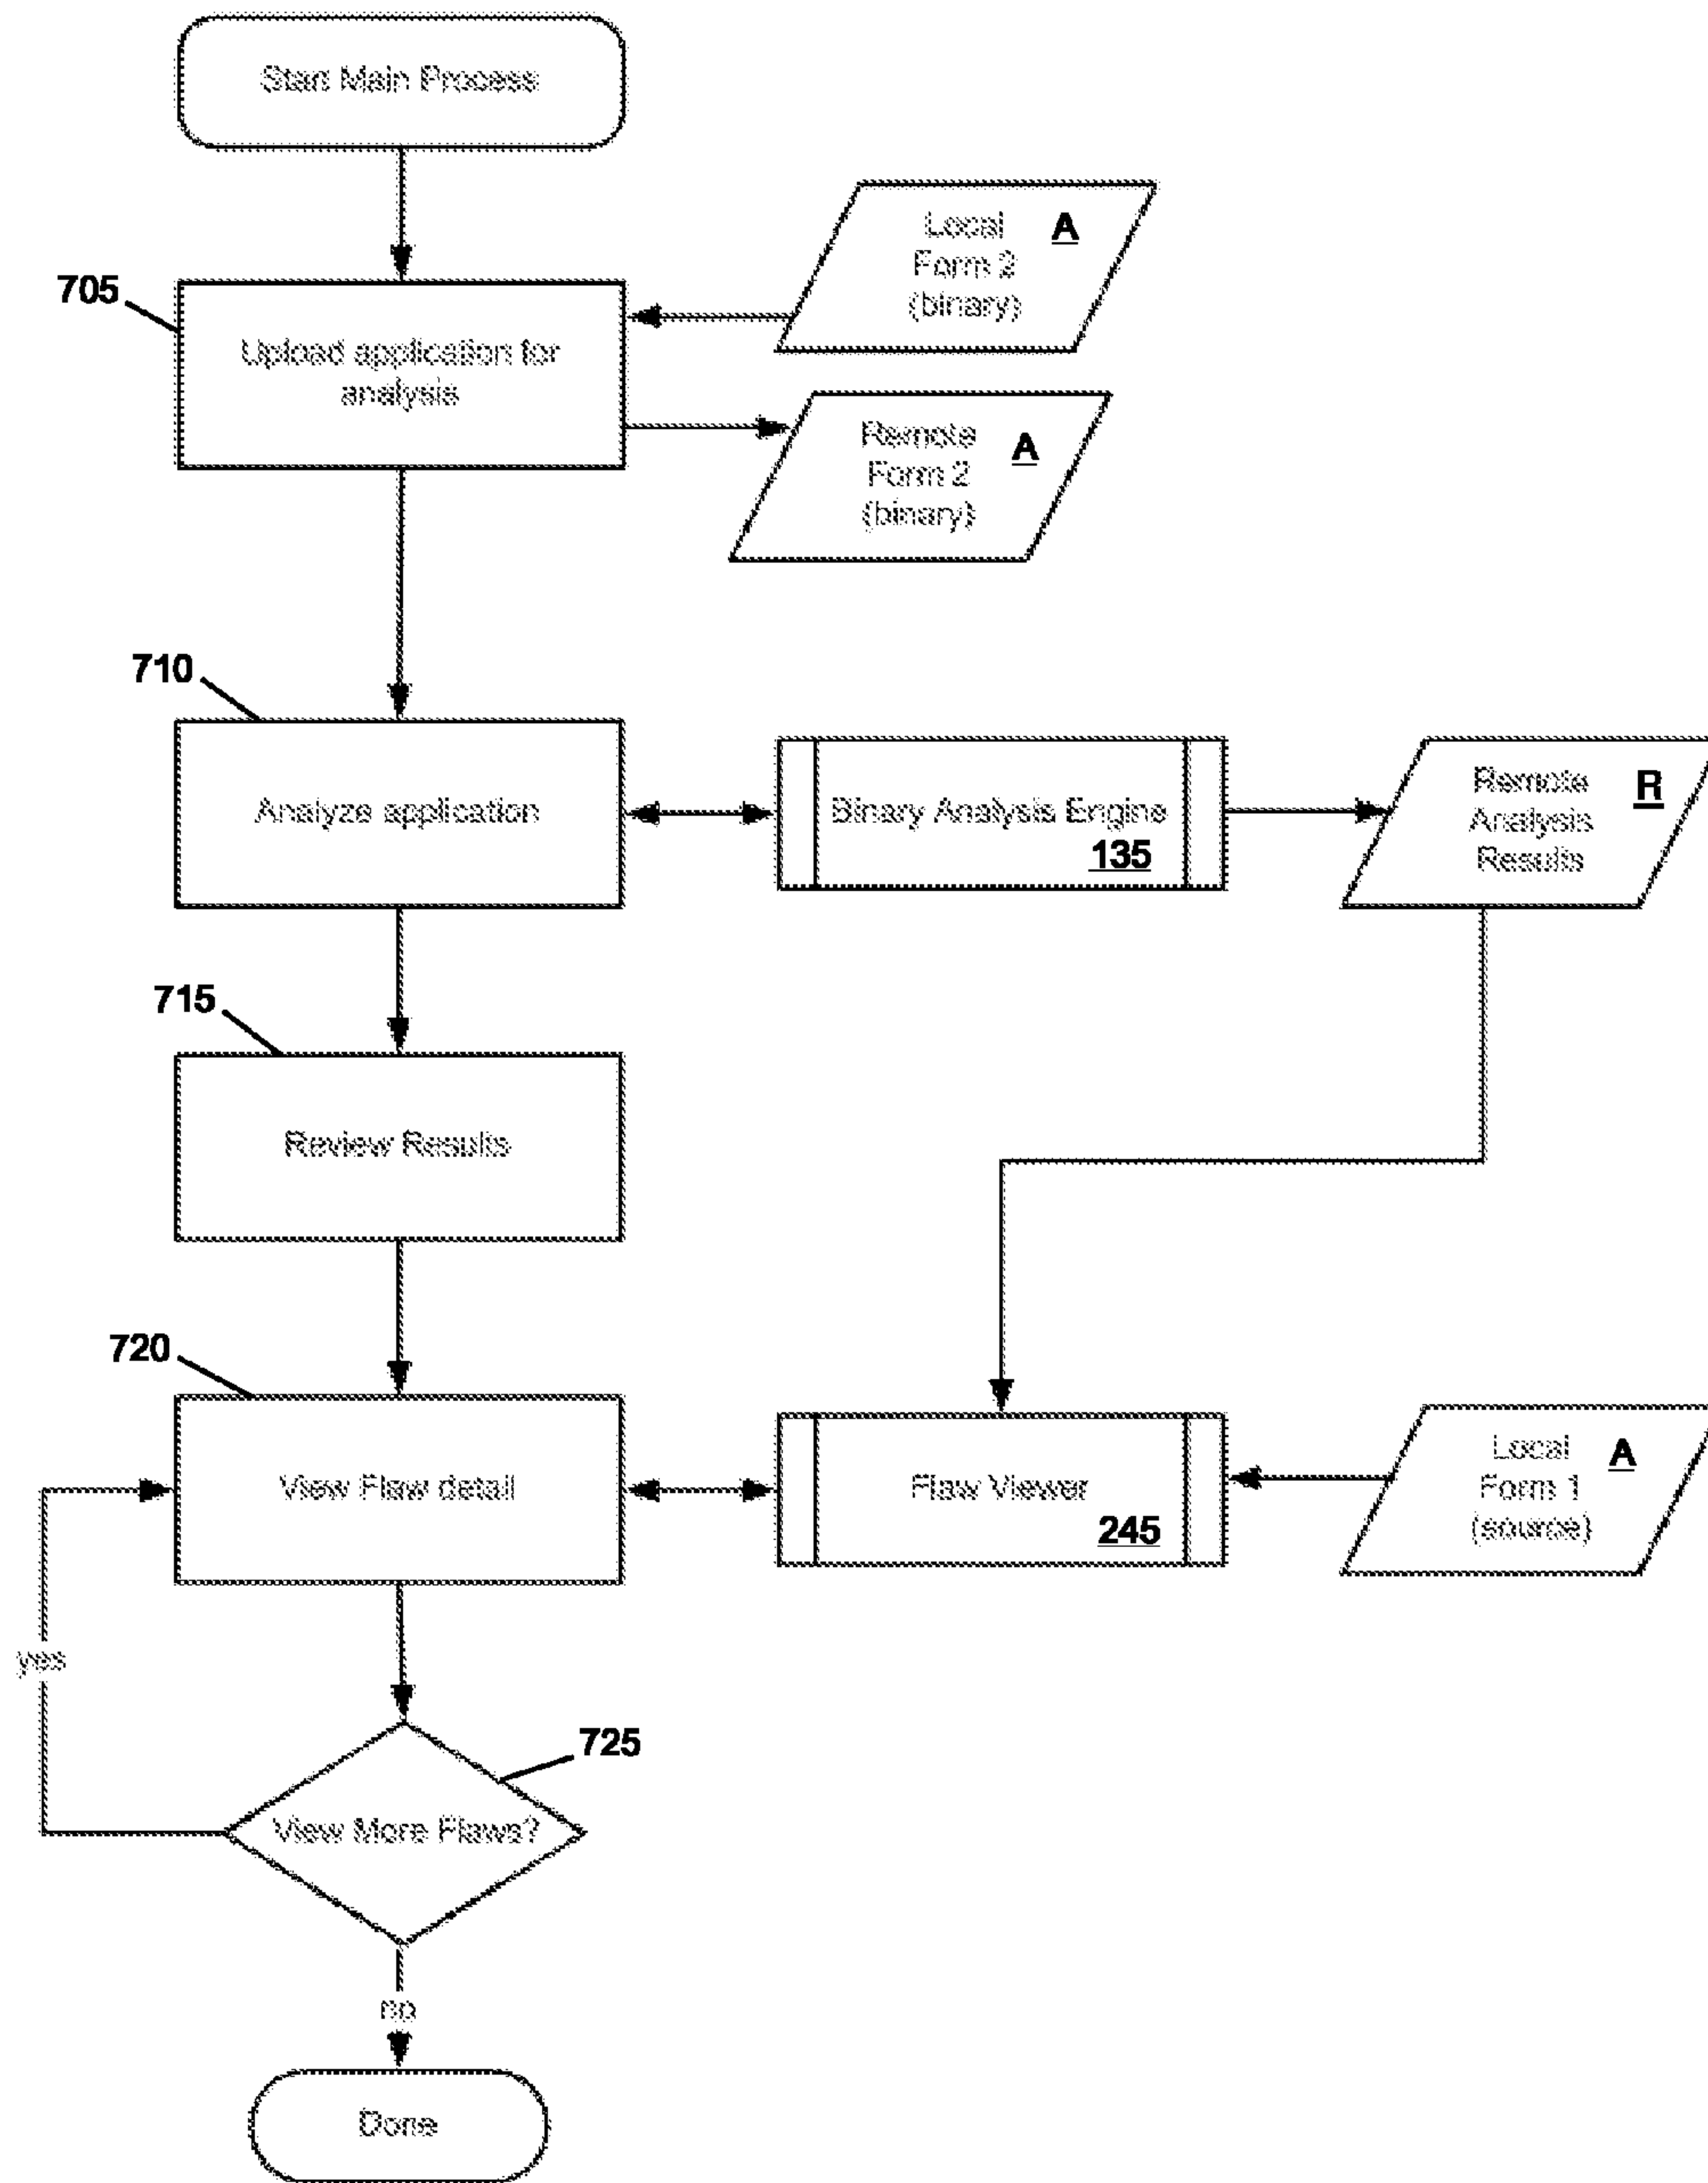 Start Main Process
Local
Form 2
(binary)
A
705
Upload application for
analysis
Remote
Form 2
(binary)
A
710
Analyze application
Binary Analysis Engine
135
Remote
Analysis
Results
R
715
Review Results
720
View Flaw detail
Flaw Viewer
245
Local
Form 1
(source)
A
yes
725
View More Flaws?
no
Done